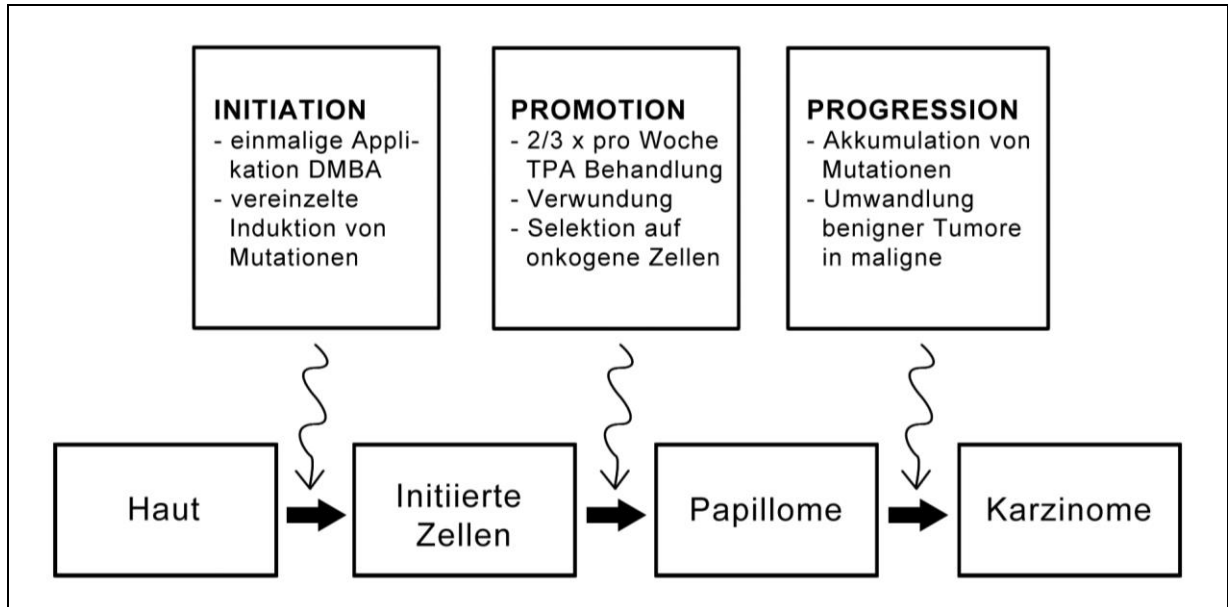 INITIATION
- einmalige Appli-
kation DMBA
- vereinzelte
Induktion von
Mutationen
PROMOTION
- 2/3 x pro Woche
TPA Behandlung
- Verwundung
- Selektion auf
onkogene Zellen
PROGRESSION
- Akkumulation von
Mutationen
- Umwandlung
benigner Tumore
in maligne
Haut
Initiierte
Zellen
Papillome
Karzinome